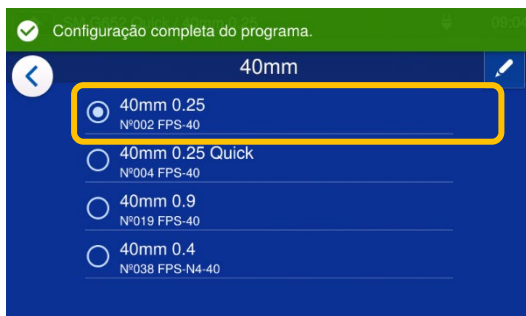 Configuração completa do programa.
40mm
40mm 0.25
Nº002 FPS-40
40mm 0.25 Quick
Nº004 FPS-40
40mm 0.9
Nº019 FPS-40
40mm 0.4
Nº038 FPS-N4-40